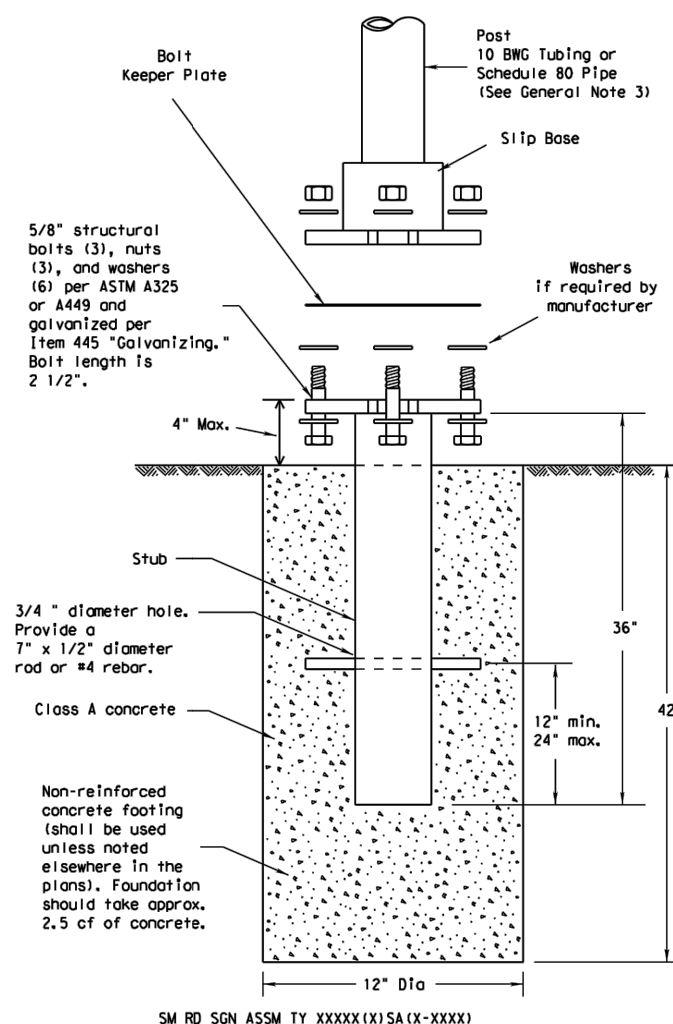 Post
10 BWG Tubing or
Schedule 80 Pipe
(See General Note 3)
Bolt
Keeper Plate
Slip Base
5/8" structural
bolts (3), nuts
(3), and washers
(6) per ASTM A325
or A449 and
galvanized per
Item 445 "Galvanizing."
Bolt length is
2 1/2".
Washers
if required by
manufacturer
4" Max.
Stub
3/4 " diameter hole.
Provide a
7" x 1/2" diameter
rod or #4 rebar.
36"
Class A concrete
12" min.
24" max.
42
Non-reinforced
concrete footing
(shall be used
unless noted
elsewhere in the
plans). Foundation
should take approx.
2.5 cf of concrete.
12" Dia
SM RD SGN ASSM TY XXXXX(X)SA(X-XXXX)